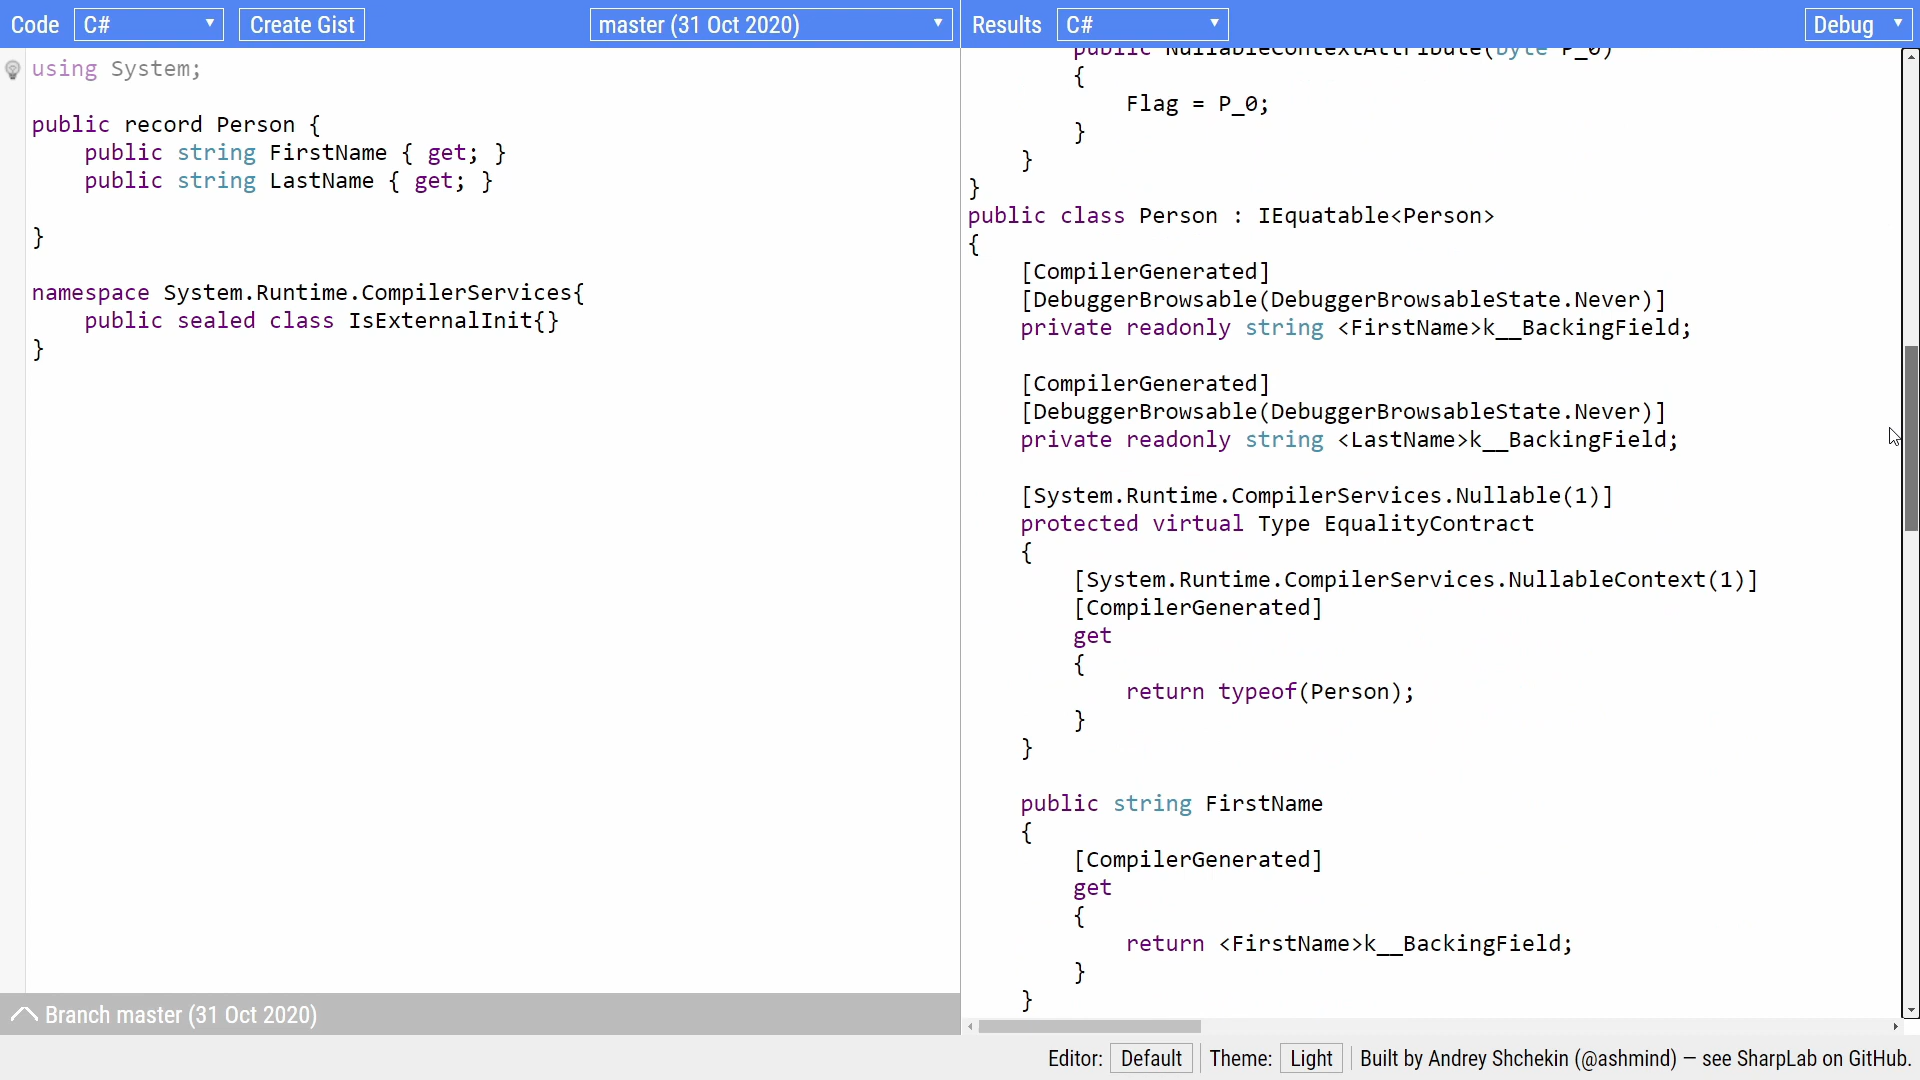 Code C# Create Gist master (31 Oct 2020) Results C# Debug
using System;
public record Person {
public string FirstName { get; }
public string LastName { get; }
}
namespace System.Runtime.CompilerServices{
public sealed class IsExternalInit{}
}
Branch master (31 Oct 2020)
public NullableContextAttribute(byte P_0)
{
Flag = P_0;
}
}
}
public class Person : IEquatable<Person>
{
[CompilerGenerated]
[DebuggerBrowsable(DebuggerBrowsableState.Never)]
private readonly string <FirstName>k__BackingField;
[CompilerGenerated]
[DebuggerBrowsable(DebuggerBrowsableState.Never)]
private readonly string <LastName>k__BackingField;
[System.Runtime.CompilerServices.Nullable(1)]
protected virtual Type EqualityContract
{
[System.Runtime.CompilerServices.NullableContext(1)]
[CompilerGenerated]
get
{
return typeof(Person);
}
}
public string FirstName
{
[CompilerGenerated]
get
{
return <FirstName>k__BackingField;
}
}
Editor: Default Theme: Light Built by Andrey Shchekin (@ashmind) — see SharpLab on GitHub.